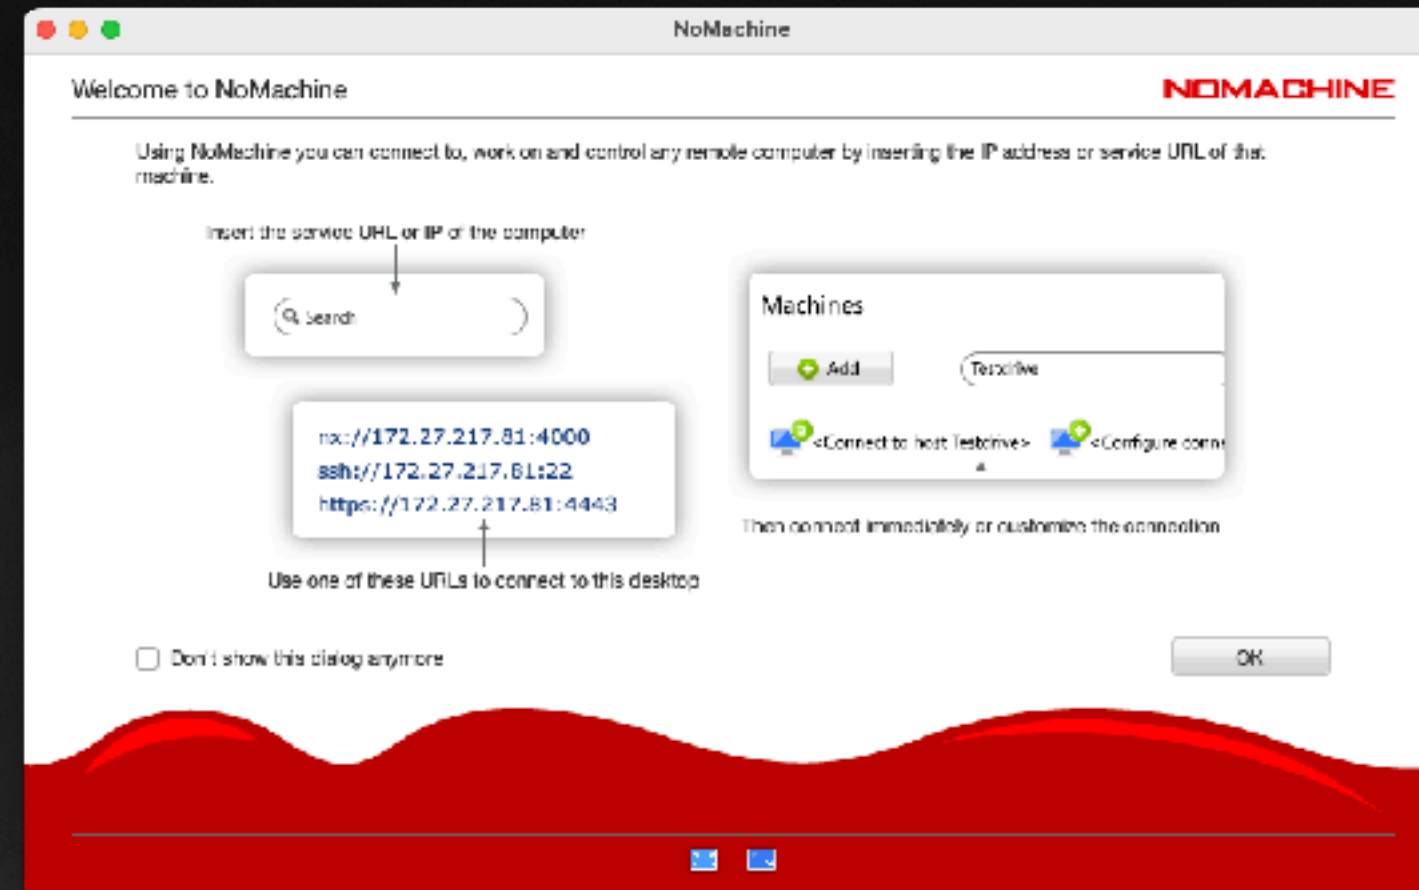 NoMachine
Welcome to NoMachine
NOMACHINE
Using NoMachine you can connect to, work on and control any remote computer by inserting the IP address or service URL of that
machine.
Insert the service URL or IP of the computer
Search
Machines
Add
Testdrive
nx://172.27.217.81:4000
ssh://172.27.217.81:22
https://172.27.217.81:4443
<Connect to host Testdrive>
<Configure conne
Then connect immediately or customize the connection
Use one of these URLs to connect to this desktop
Don't show this dialog anymore
OK